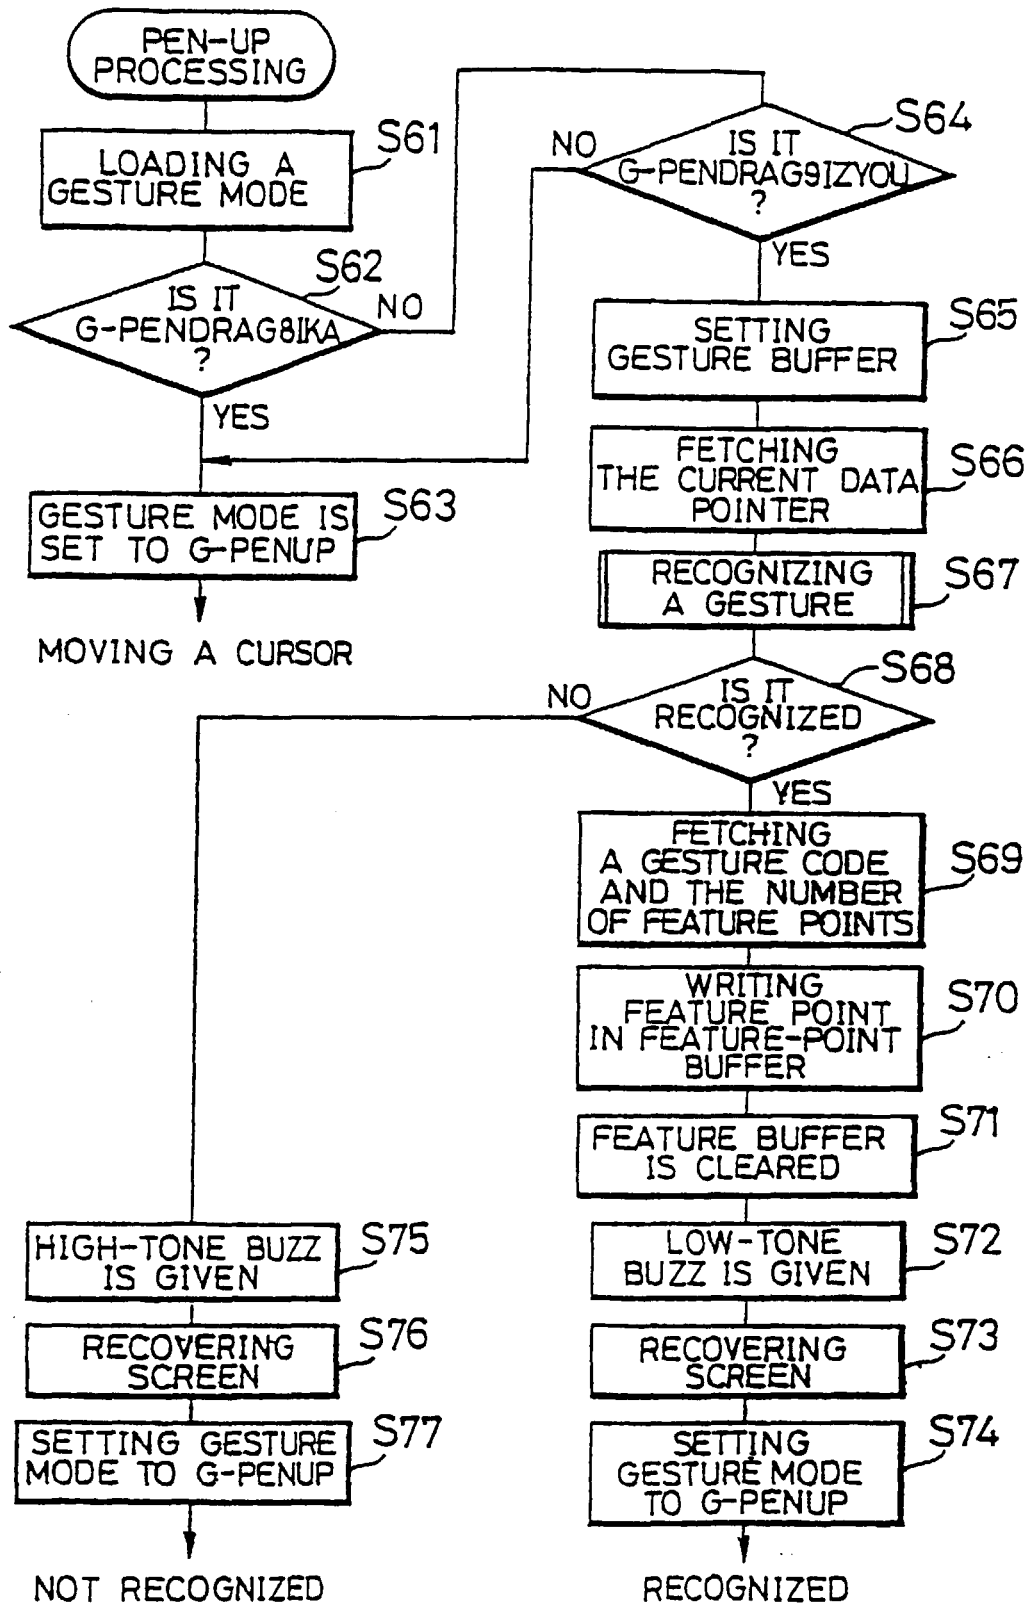 PEN-UP
PROCESSING
S61
LOADING A
GESTURE MODE
S62
IS IT
G-PENDRAG8IKA
?
NO
YES
S63
GESTURE MODE IS
SET TO G-PENUP
MOVING A CURSOR
S64
IS IT
G-PENDRAG9IZYOU
?
NO
YES
S65
SETTING
GESTURE BUFFER
S66
FETCHING
THE CURRENT DATA
POINTER
S67
RECOGNIZING
A GESTURE
S68
IS IT
RECOGNIZED
?
NO
YES
S69
FETCHING
A GESTURE CODE
AND THE NUMBER
OF FEATURE POINTS
S70
WRITING
FEATURE POINT
IN FEATURE-POINT
BUFFER
S71
FEATURE BUFFER
IS CLEARED
S72
LOW-TONE
BUZZ IS GIVEN
S73
RECOVERING
SCREEN
S74
SETTING
GESTURE MODE
TO G-PENUP
RECOGNIZED
S75
HIGH-TONE BUZZ
IS GIVEN
S76
RECOVERING
SCREEN
S77
SETTING GESTURE
MODE TO G-PENUP
NOT RECOGNIZED